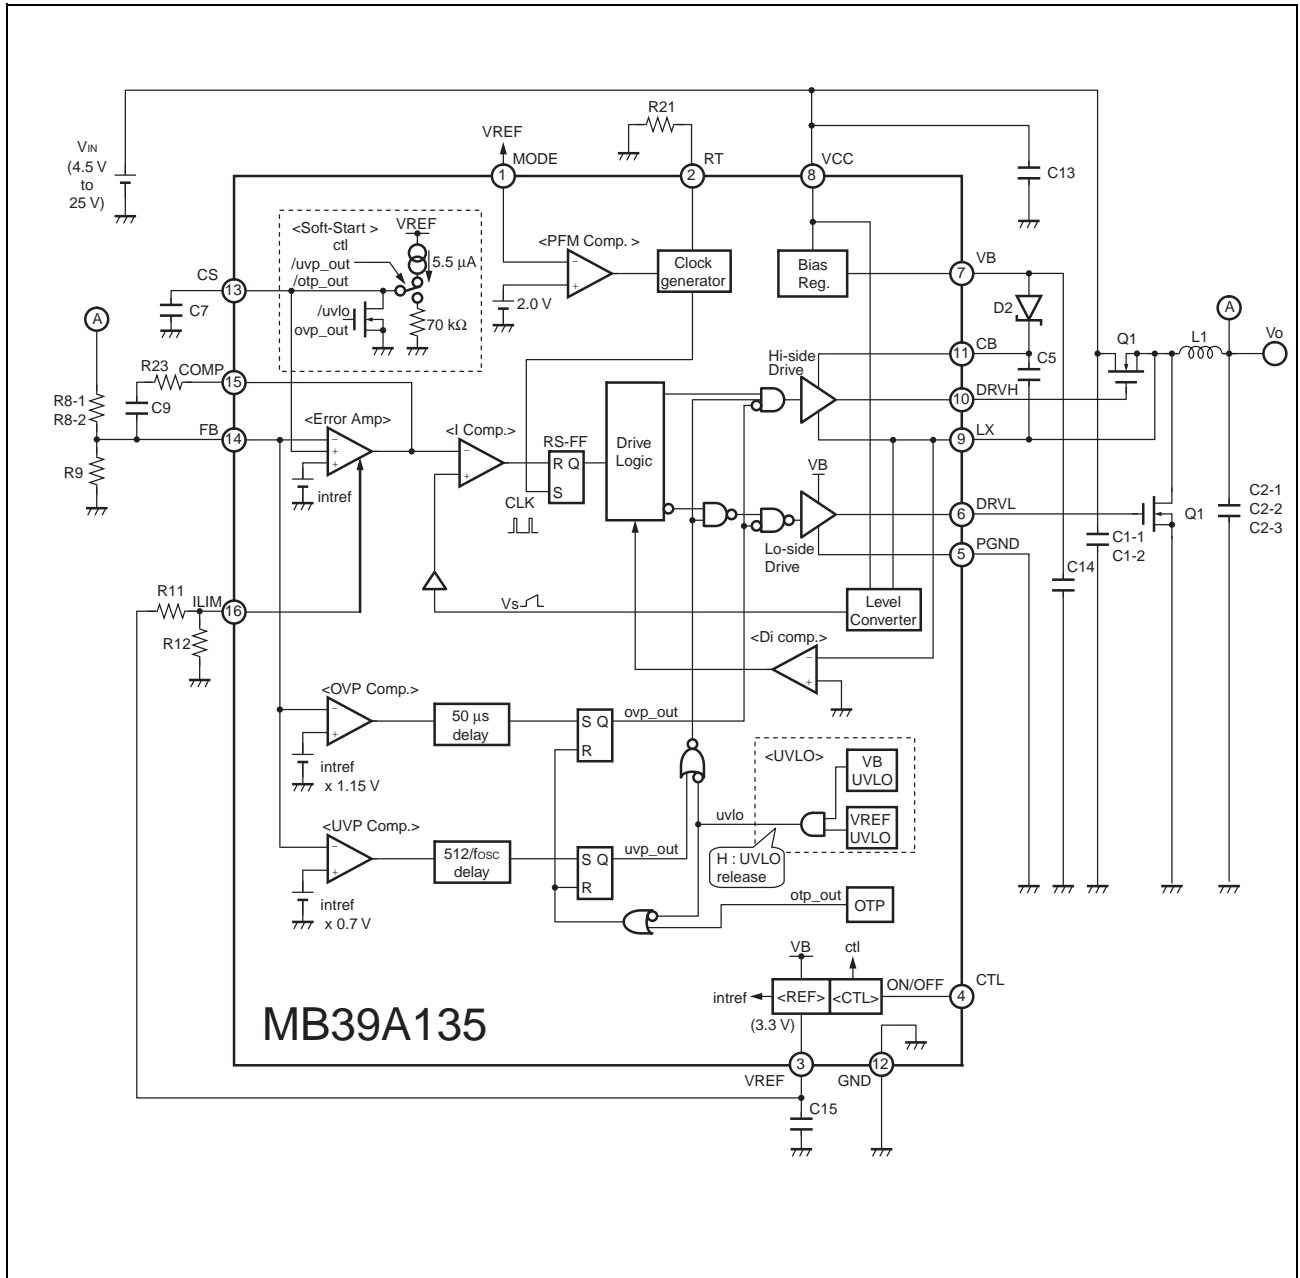 R21
VREF
MODE
RT
VCC
VIN
(4.5 V
to
25 V)
1
2
8
C13
<Soft-Start >
ctl
/uvp_out
/otp_out
VREF
5.5 μA
/uvlo
ovp_out
70 kΩ
<PFM Comp. >
−
+
2.0 V
Clock
generator
Bias
Reg.
VB
7
D2
CS
13
C7
A
A
Vo
L1
Q1
CB
11
C5
Hi-side
Drive
DRVH
10
LX
9
R23
COMP
15
R8-1
R8-2
C9
FB
14
R9
<Error Amp>
−
+
+
intref
<I Comp.>
−
+
RS-FF
R Q
S
CLK
Drive
Logic
VB
DRVL
6
Q1
C2-1
C2-2
C2-3
Lo-side
Drive
PGND
5
C1-1
C1-2
C14
R11
ILIM
16
R12
Vs
Level
Converter
<Di comp.>
−
+
<OVP Comp.>
−
+
intref
x 1.15 V
50 μs
delay
S Q
R
ovp_out
<UVLO>
VB
UVLO
VREF
UVLO
uvlo
H : UVLO
release
<UVP Comp.>
−
+
intref
x 0.7 V
512/fOSC
delay
S Q
R
uvp_out
otp_out
OTP
VB
ctl
intref
<REF>
<CTL>
ON/OFF
CTL
4
(3.3 V)
MB39A135
3
12
VREF
GND
C15